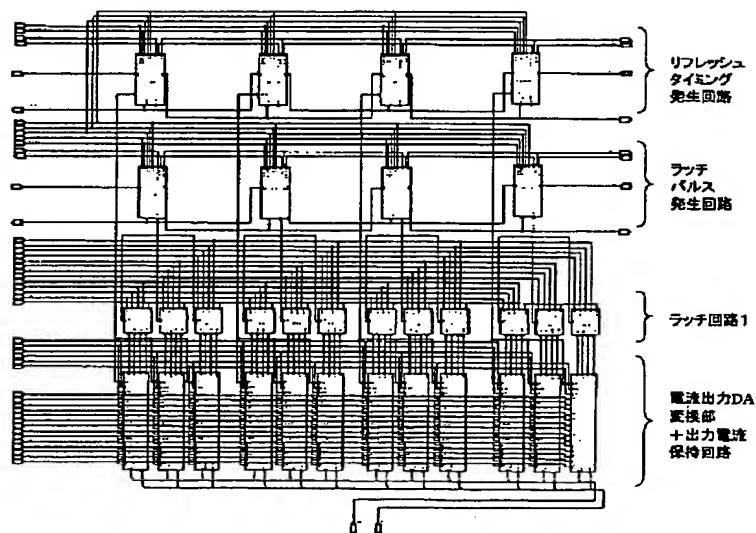 リフレッシュ
タイミング
発生回路
ラッチ
パルス
発生回路
ラッチ回路1
電流出力DA
変換部
+出力電流
保持回路